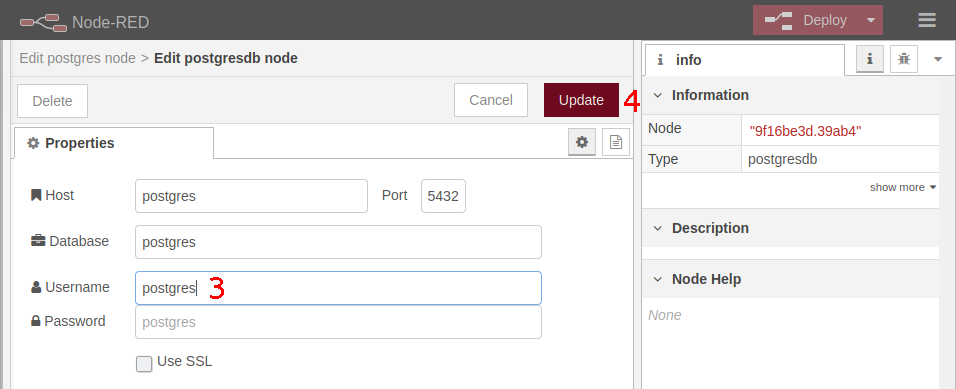 Node-RED
Deploy
Edit postgres node > Edit postgresdb node
Delete
Cancel
Update
4
Properties
Host
postgres
Port
5432
Database
postgres
Username
postgres
3
Password
postgres
Use SSL
i info
i
Information
Node
"9f16be3d.39ab4"
Type
postgresdb
show more
Description
Node Help
None